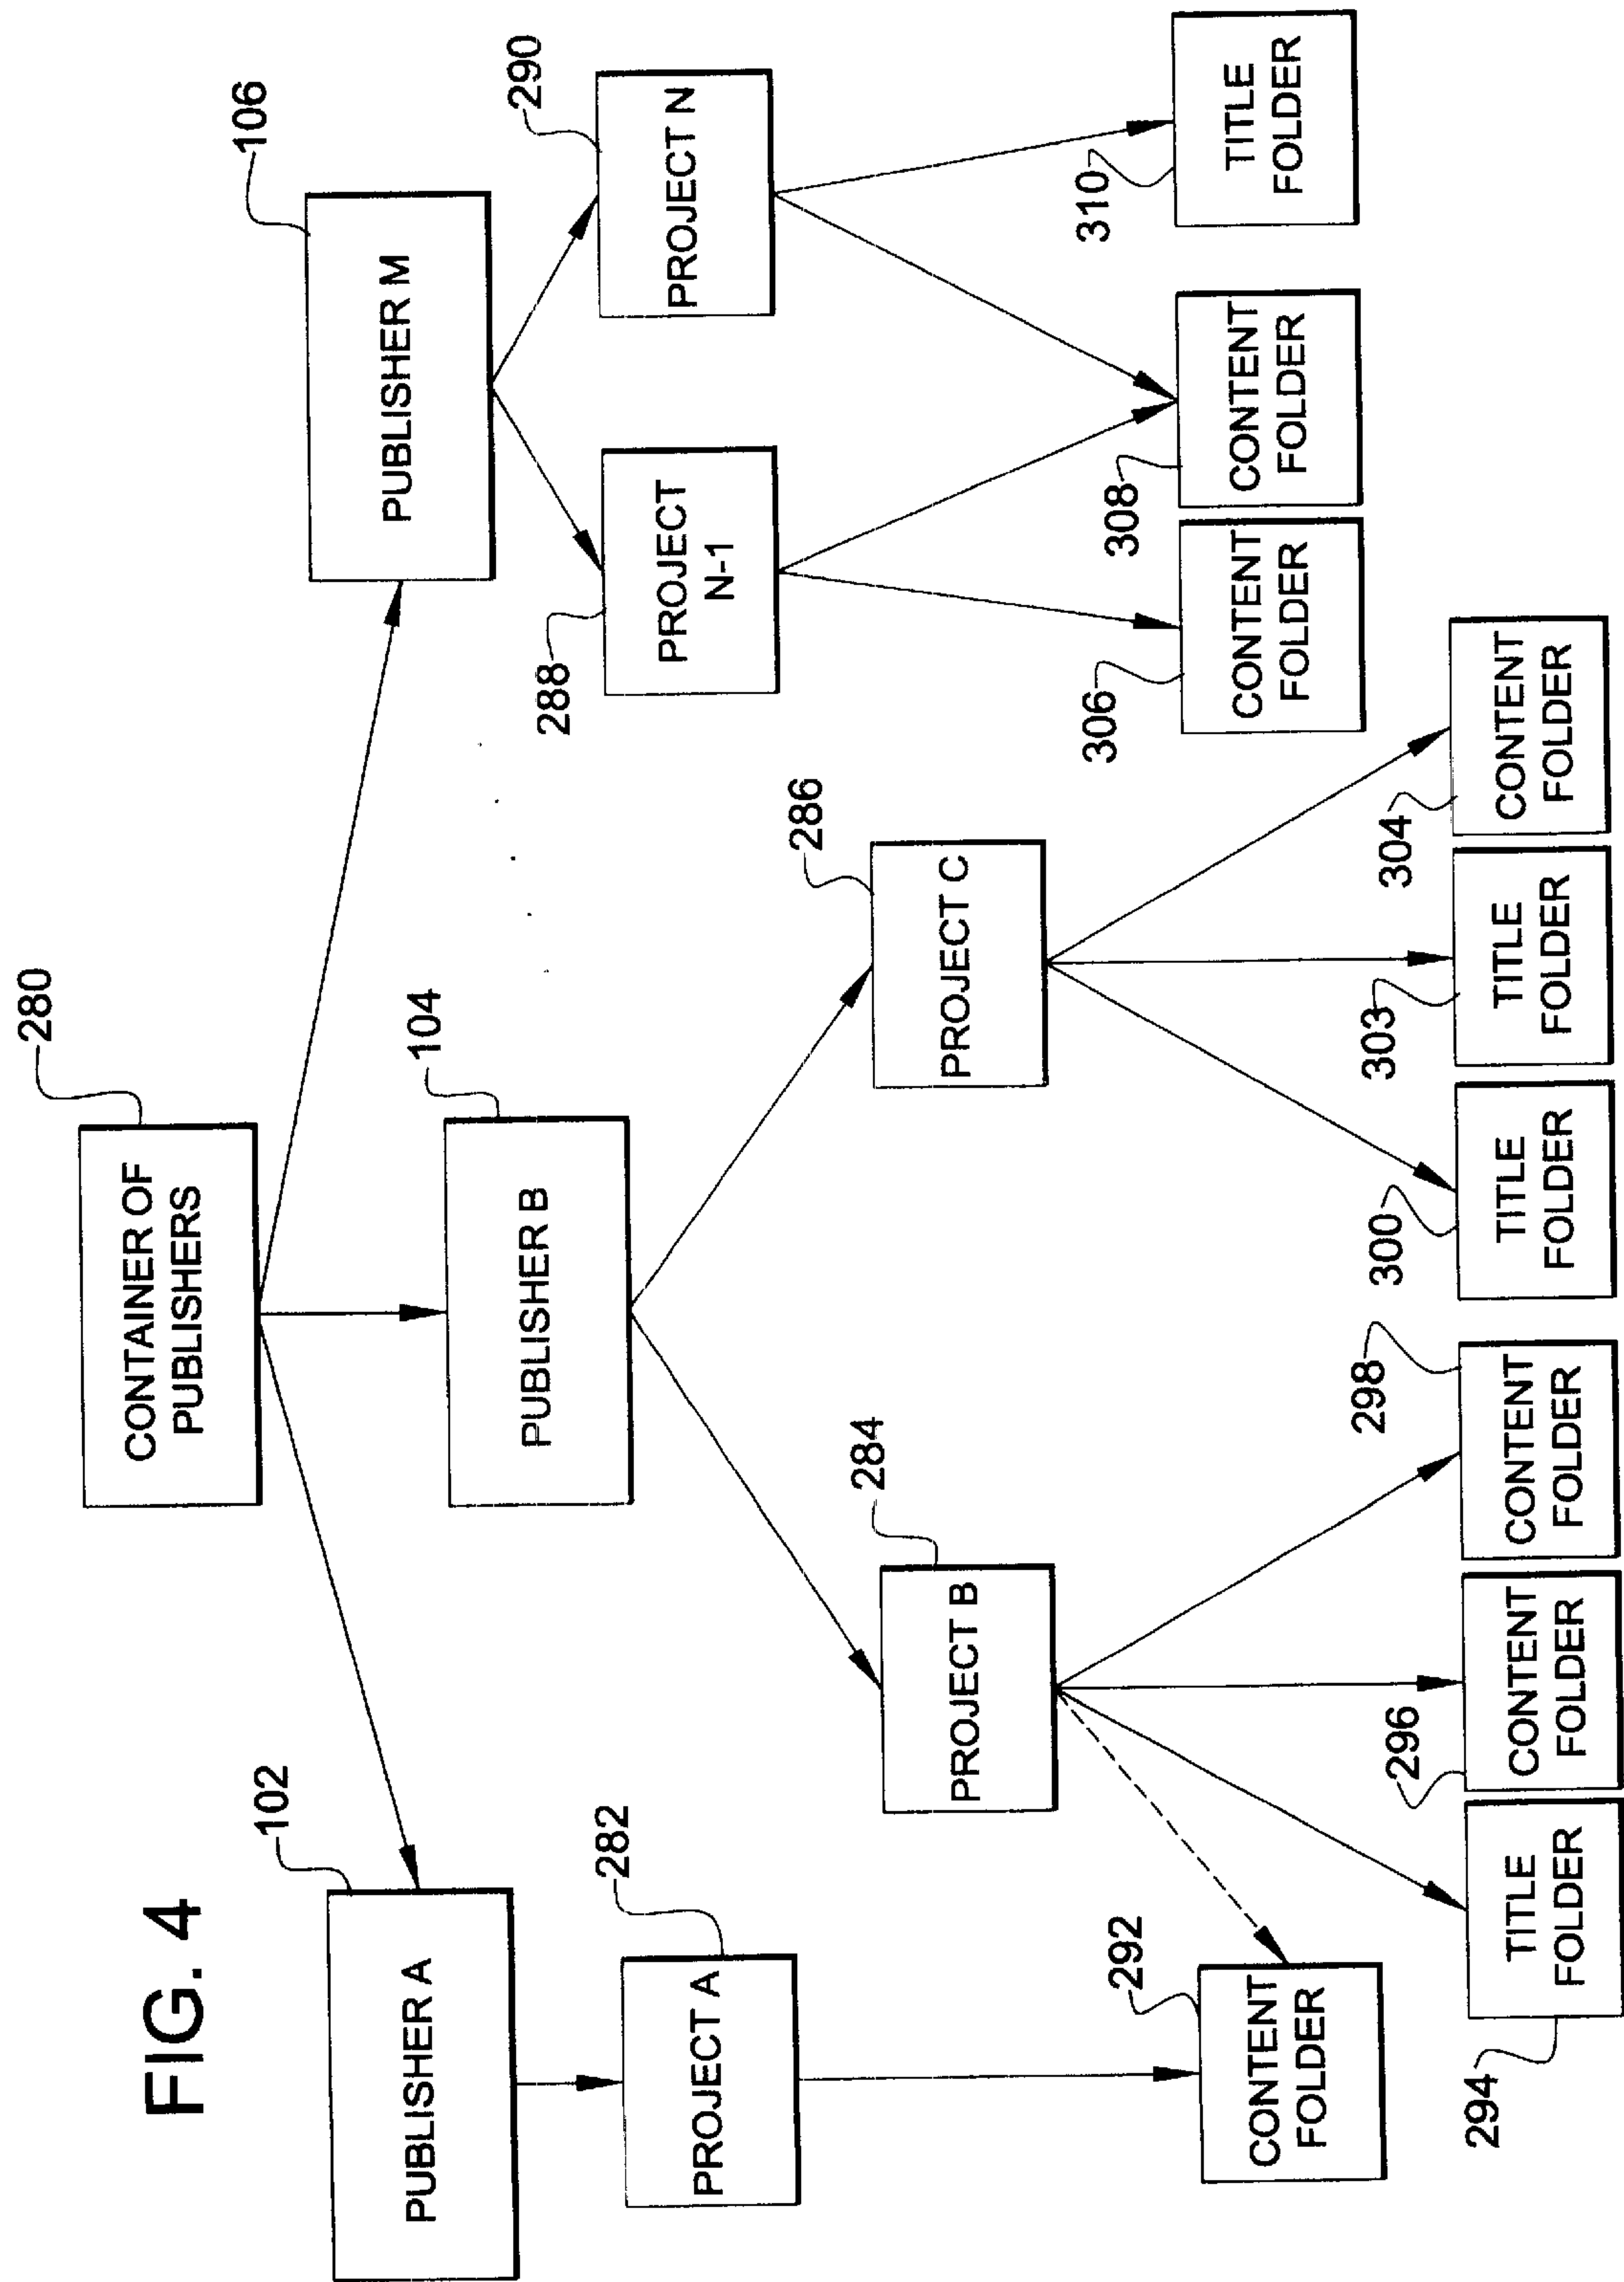 FIG. 4
280
CONTAINER OF
PUBLISHERS
102
PUBLISHER A
104
PUBLISHER B
106
PUBLISHER M
282
PROJECT A
284
PROJECT B
286
PROJECT C
288
PROJECT
N-1
290
PROJECT N
292
CONTENT
FOLDER
294
TITLE
FOLDER
296
CONTENT
FOLDER
298
CONTENT
FOLDER
300
TITLE
FOLDER
303
TITLE
FOLDER
304
CONTENT
FOLDER
306
CONTENT
FOLDER
308
CONTENT
FOLDER
310
TITLE
FOLDER